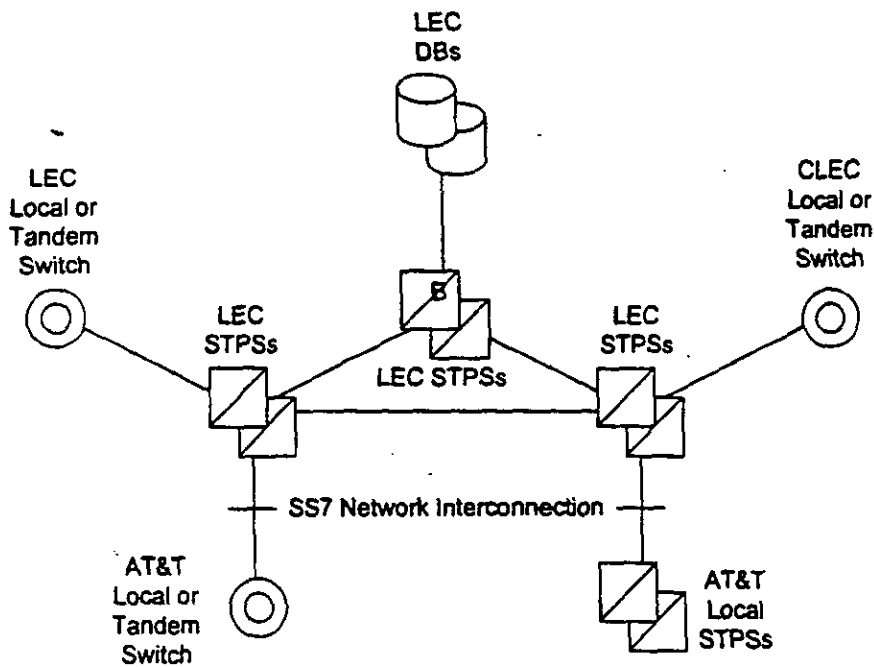 LEC
DBs
LEC
Local or
Tandem
Switch
CLEC
Local or
Tandem
Switch
E
LEC
STPSs
LEC STPSs
LEC
STPSs
SS7 Network Interconnection
AT&T
Local or
Tandem
Switch
AT&T
Local
STPSs